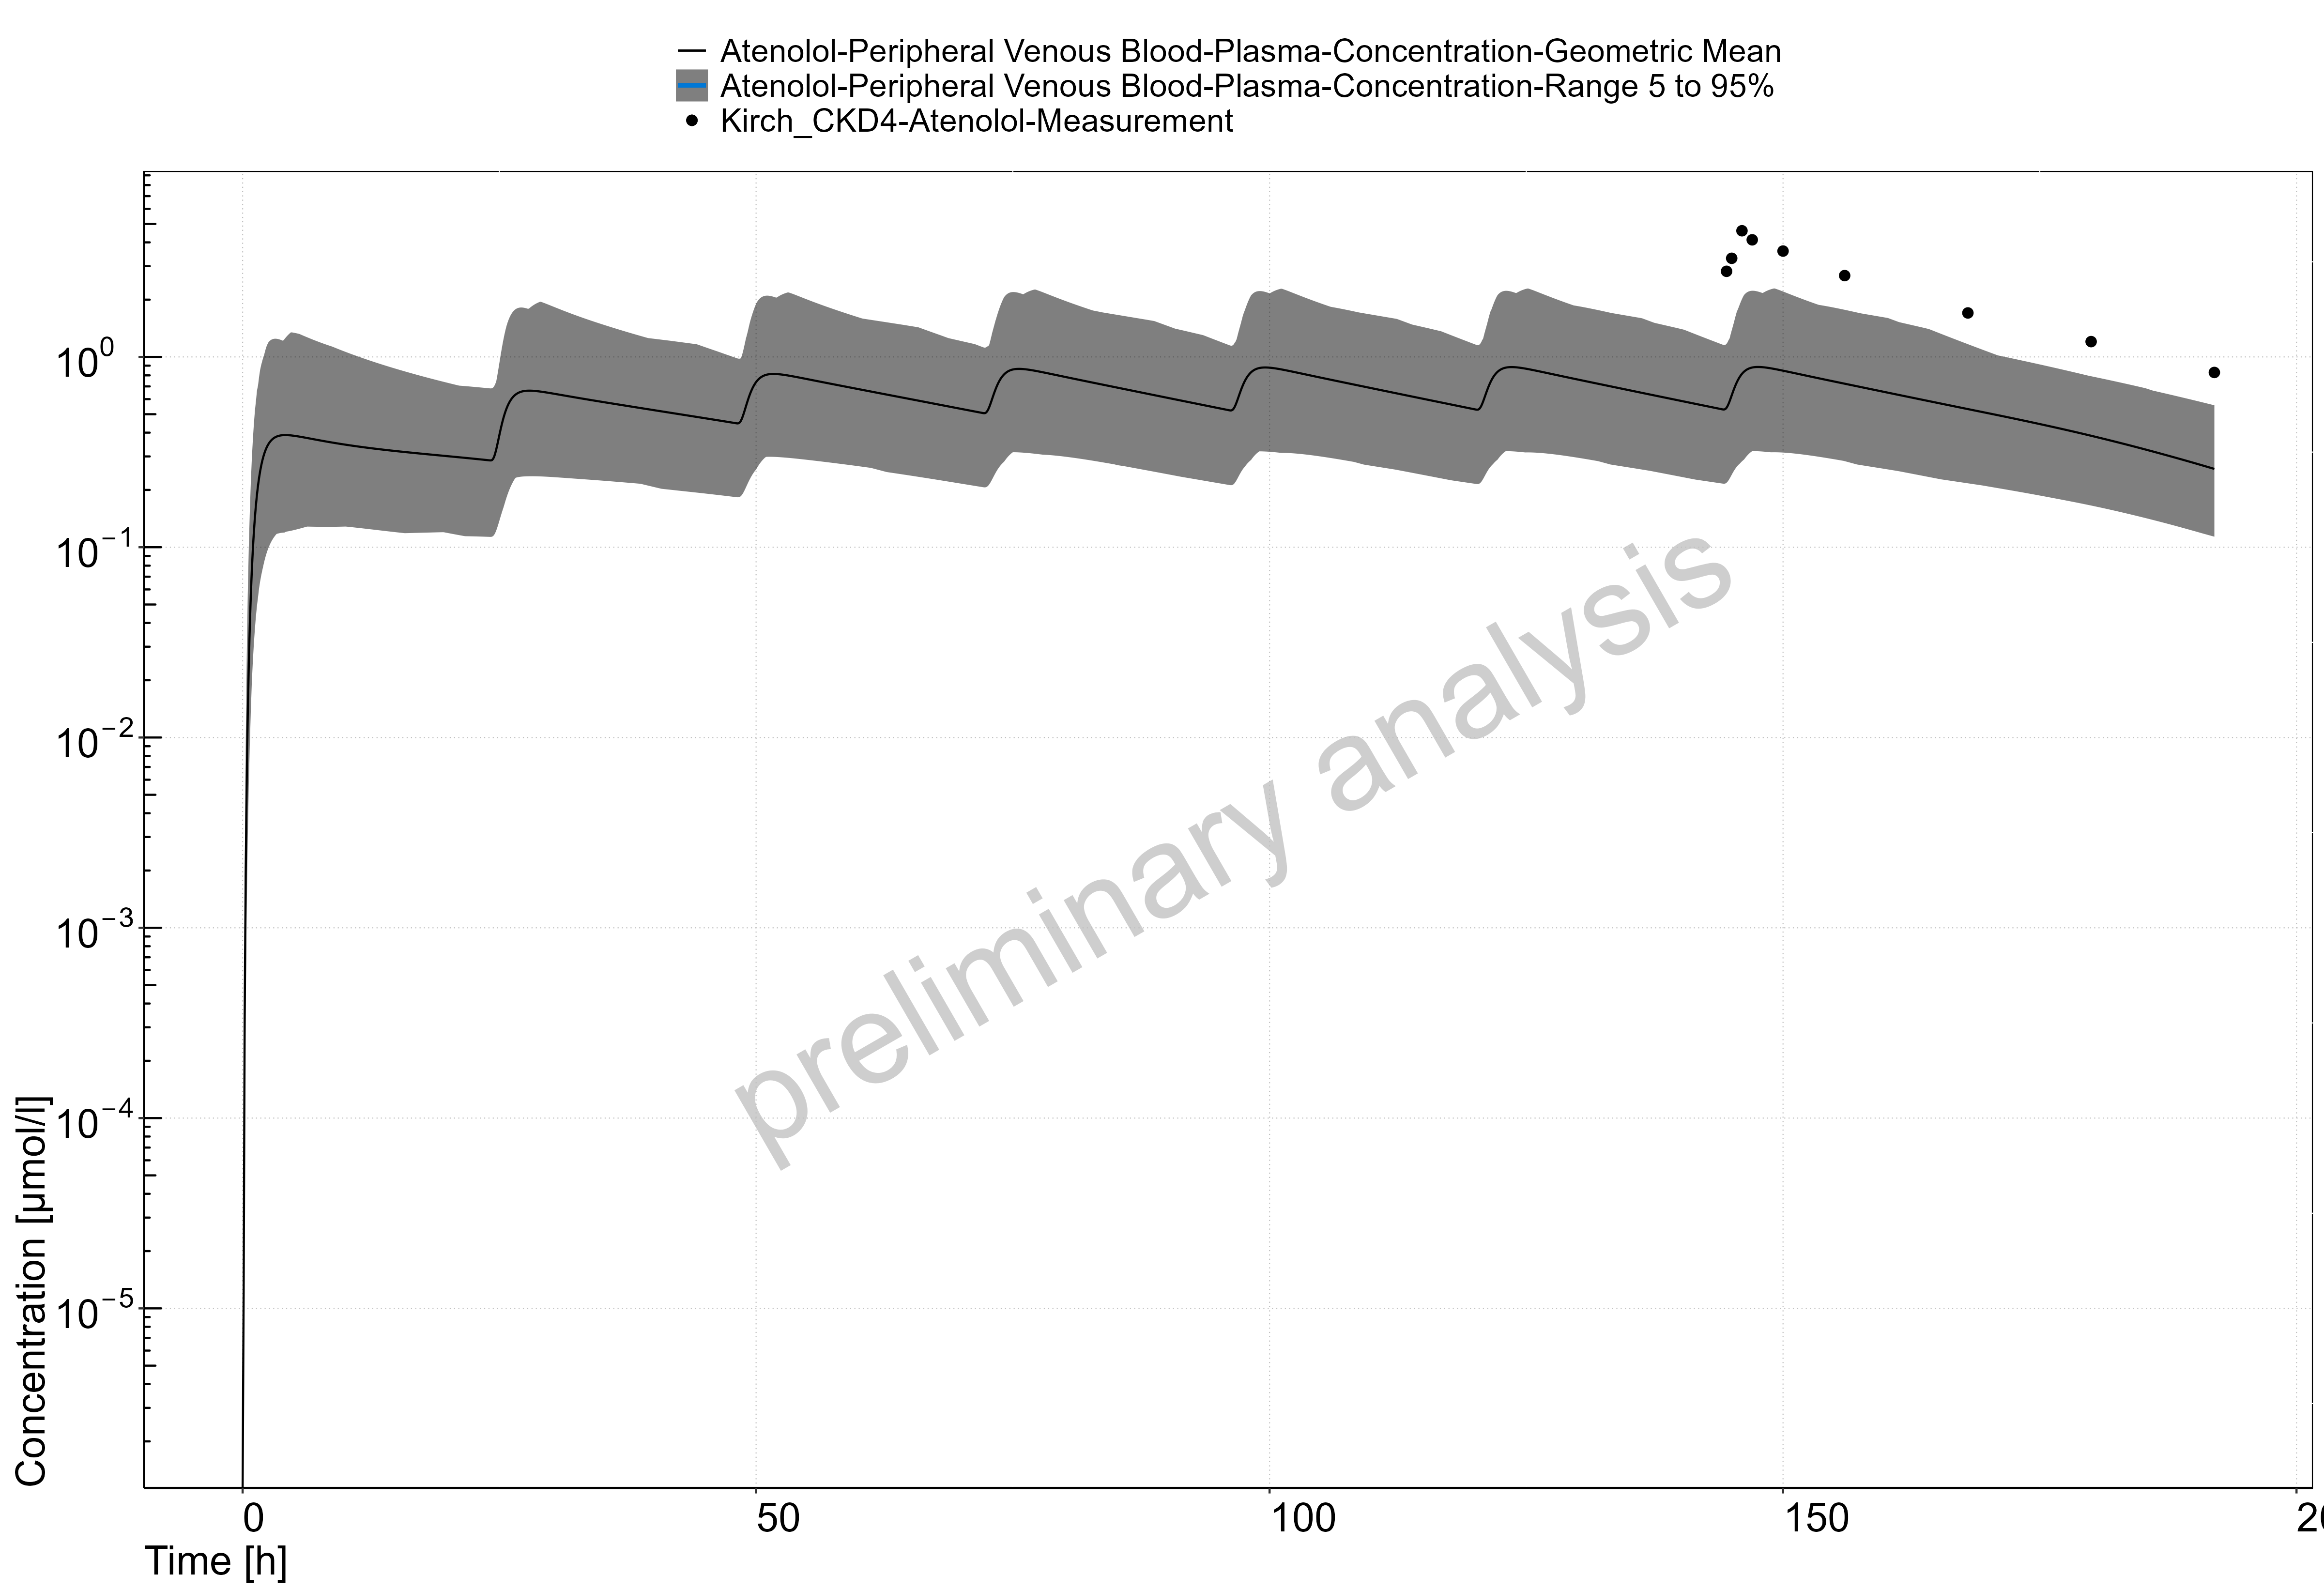 Atenolol-Peripheral Venous Blood-Plasma-Concentration-Geometric Mean
Atenolol-Peripheral Venous Blood-Plasma-Concentration-Range 5 to 95%
Kirch_CKD4-Atenolol-Measurement
10⁰
10⁻¹
10⁻²
10⁻³
10⁻⁴
10⁻⁵
Concentration [µmol/l]
preliminary analysis
0 50 100 150
Time [h]